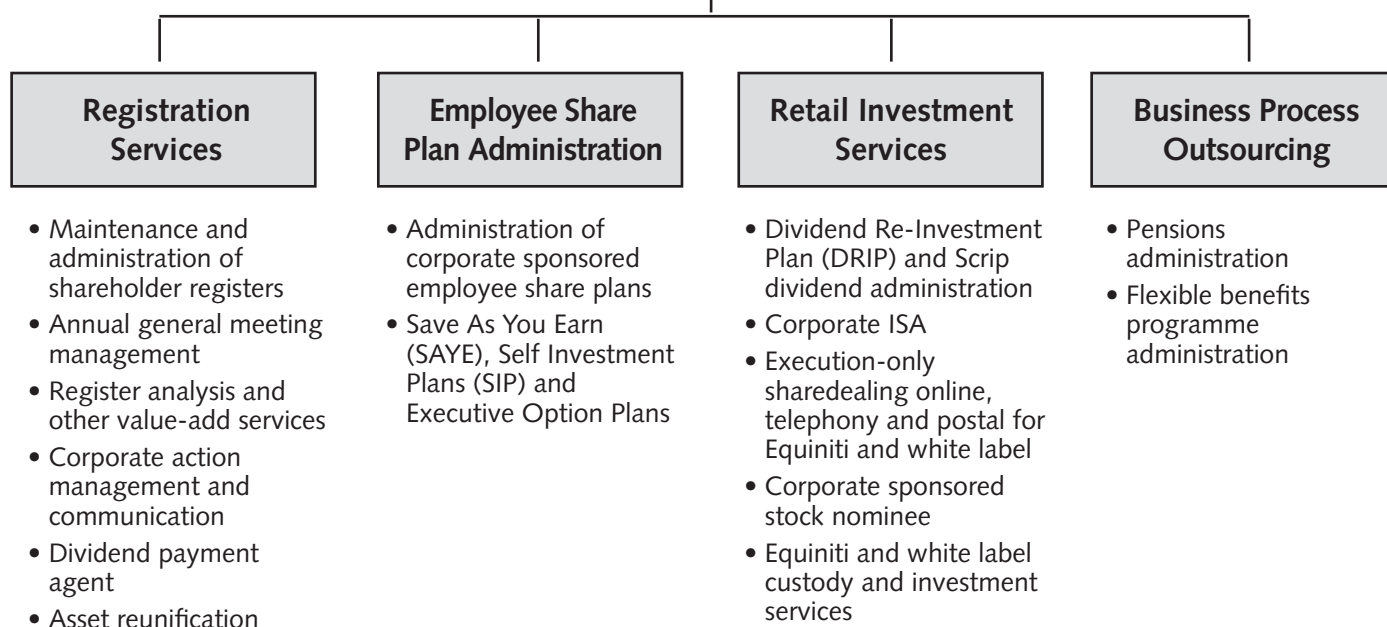 Registration
Services
• Maintenance and
administration of
shareholder registers
• Annual general meeting
management
• Register analysis and
other value-add services
• Corporate action
management and
communication
• Dividend payment
agent
• Asset reunification
Employee Share
Plan Administration
• Administration of
corporate sponsored
employee share plans
• Save As You Earn
(SAYE), Self Investment
Plans (SIP) and
Executive Option Plans
Retail Investment
Services
• Dividend Re-Investment
Plan (DRIP) and Scrip
dividend administration
• Corporate ISA
• Execution-only
sharedealing online,
telephony and postal for
Equiniti and white label
• Corporate sponsored
stock nominee
• Equiniti and white label
custody and investment
services
Business Process
Outsourcing
• Pensions
administration
• Flexible benefits
programme
administration